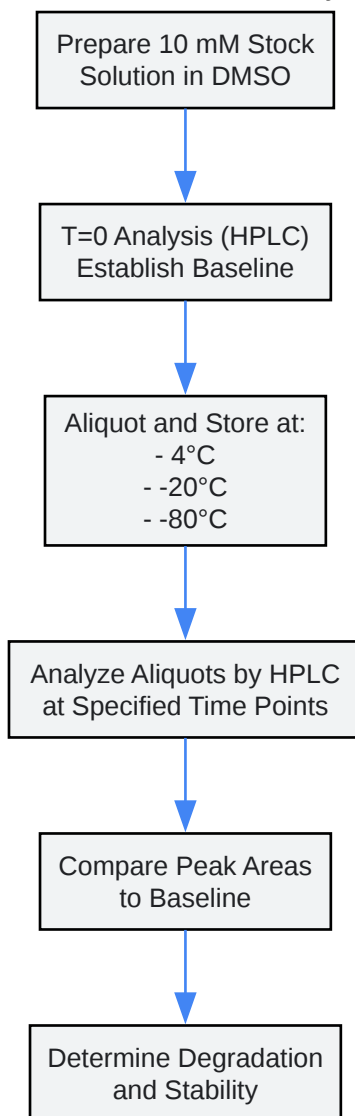 Prepare 10 mM Stock
Solution in DMSO
T=0 Analysis (HPLC)
Establish Baseline
Aliquot and Store at:
- 4°C
- -20°C
- -80°C
Analyze Aliquots by HPLC
at Specified Time Points
Compare Peak Areas
to Baseline
Determine Degradation
and Stability